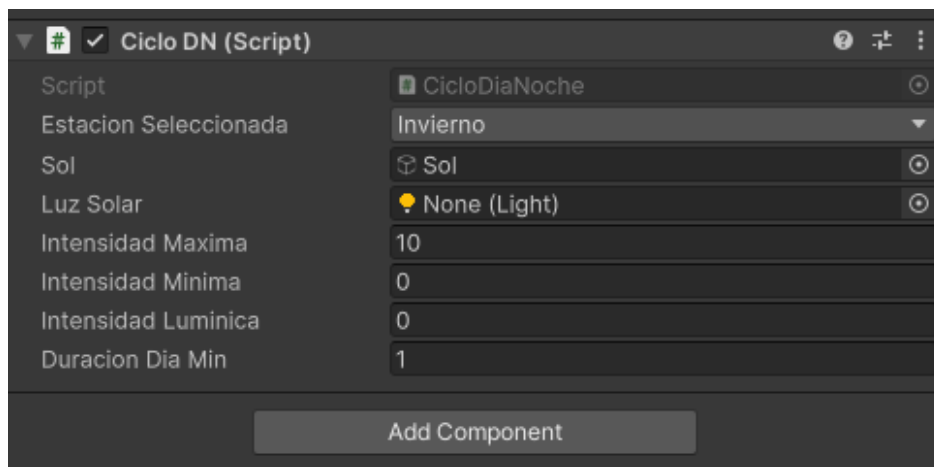 # Ciclo DN (Script)
Script CicloDiaNoche
Estacion Seleccionada Invierno
Sol Sol
Luz Solar None (Light)
Intensidad Maxima 10
Intensidad Minima 0
Intensidad Luminica 0
Duracion Dia Min 1
Add Component